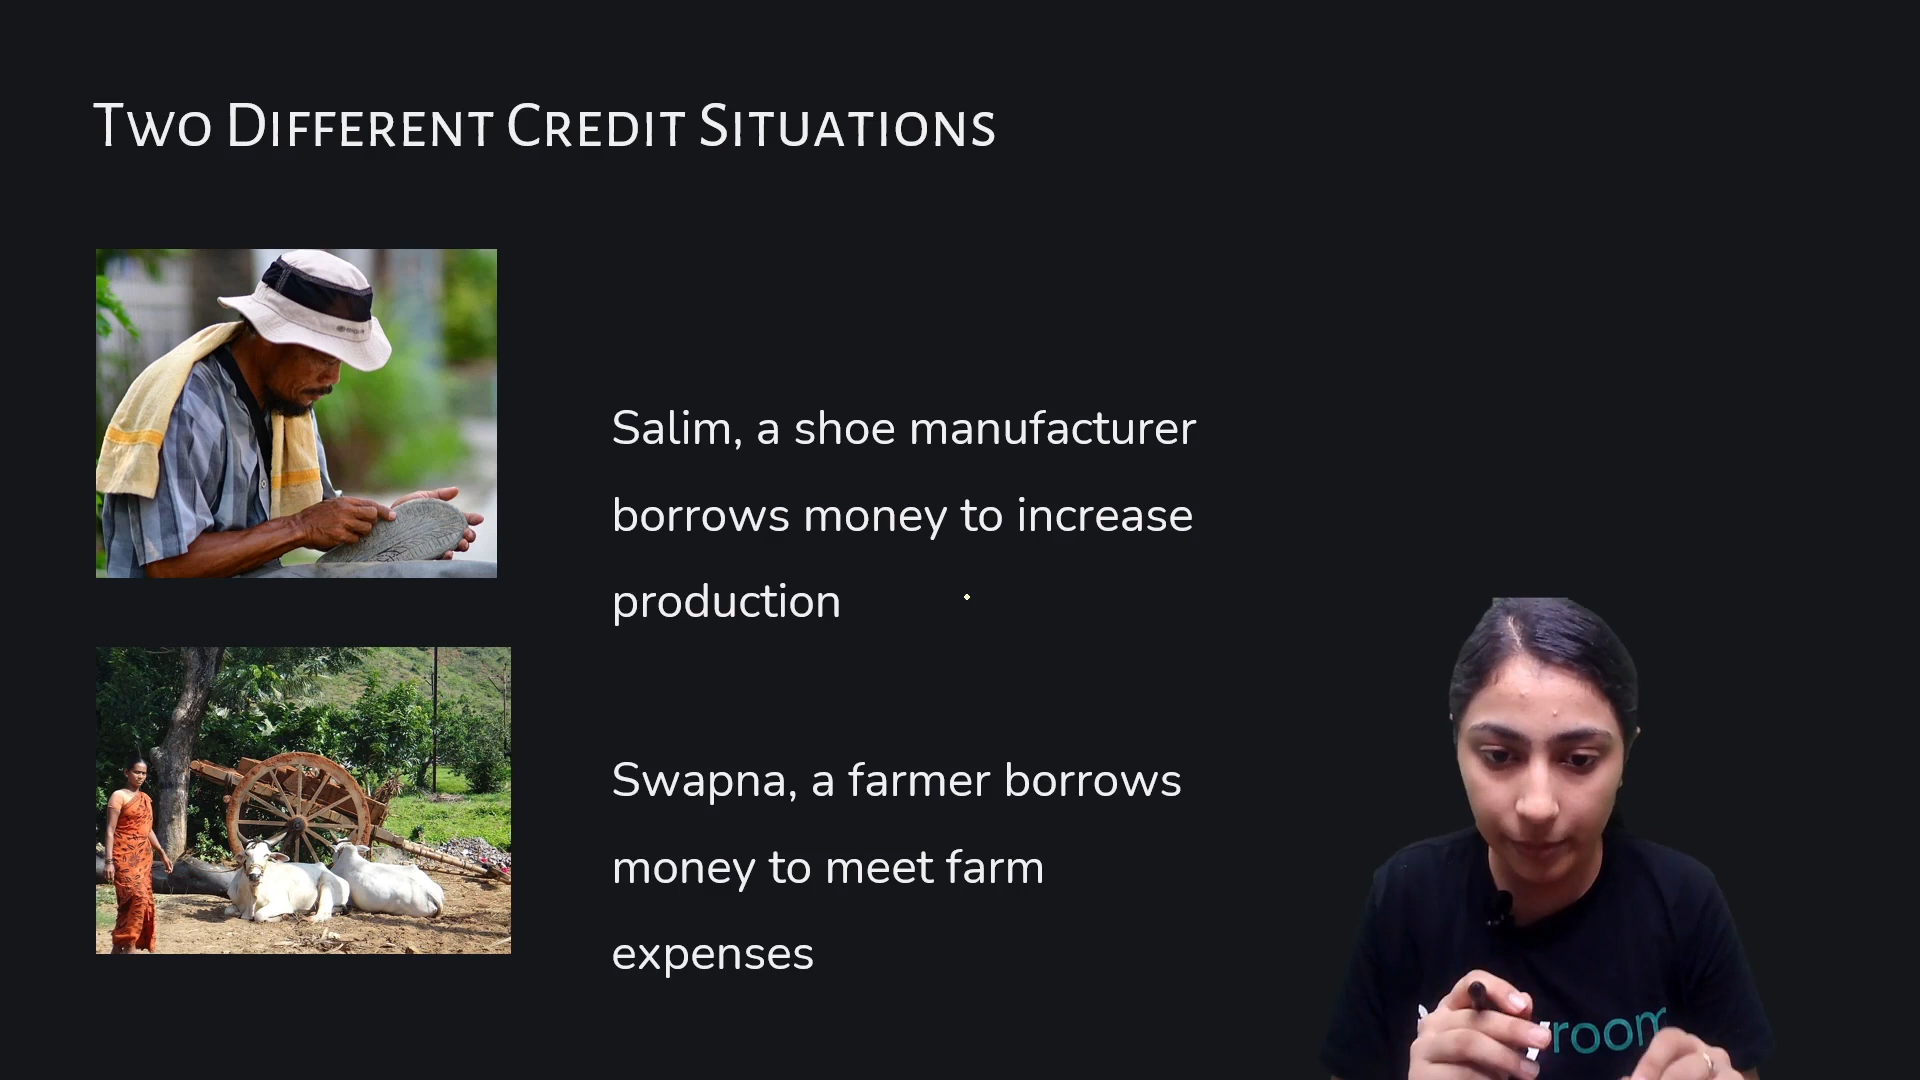 Two Different Credit Situations
Salim, a shoe manufacturer
borrows money to increase
production
Swapna, a farmer borrows
money to meet farm
expenses
room